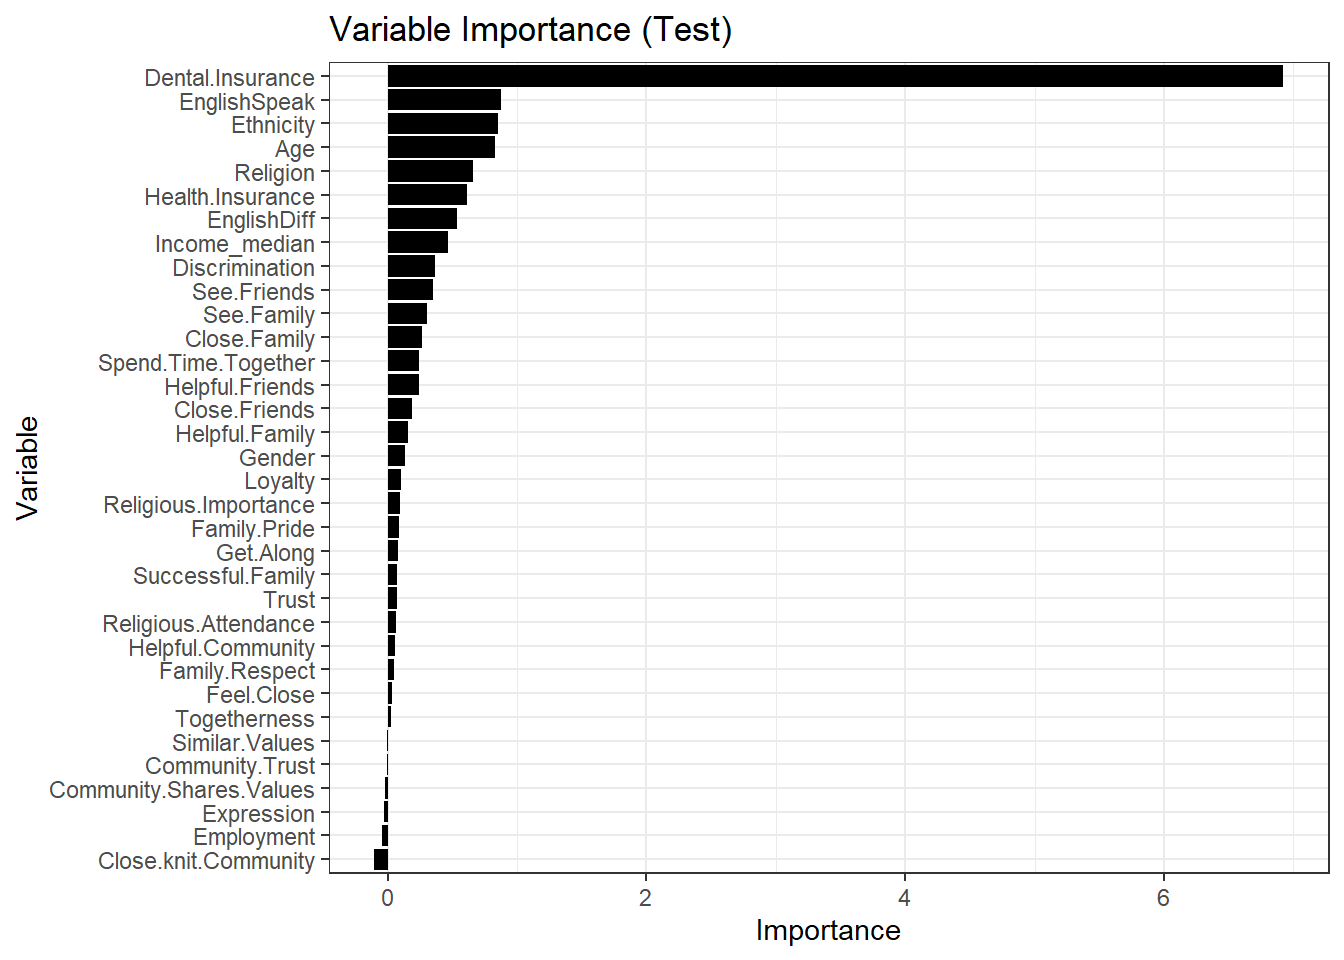 Variable Importance (Test)
Variable
Dental.Insurance
EnglishSpeak
Ethnicity
Age
Religion
Health.Insurance
EnglishDiff
Income_median
Discrimination
See.Friends
See.Family
Close.Family
Spend.Time.Together
Helpful.Friends
Close.Friends
Helpful.Family
Gender
Loyalty
Religious.Importance
Family.Pride
Get.Along
Successful.Family
Trust
Religious.Attendance
Helpful.Community
Family.Respect
Feel.Close
Togetherness
Similar.Values
Community.Trust
Community.Shares.Values
Expression
Employment
Close.knit.Community
0 2 4 6
Importance